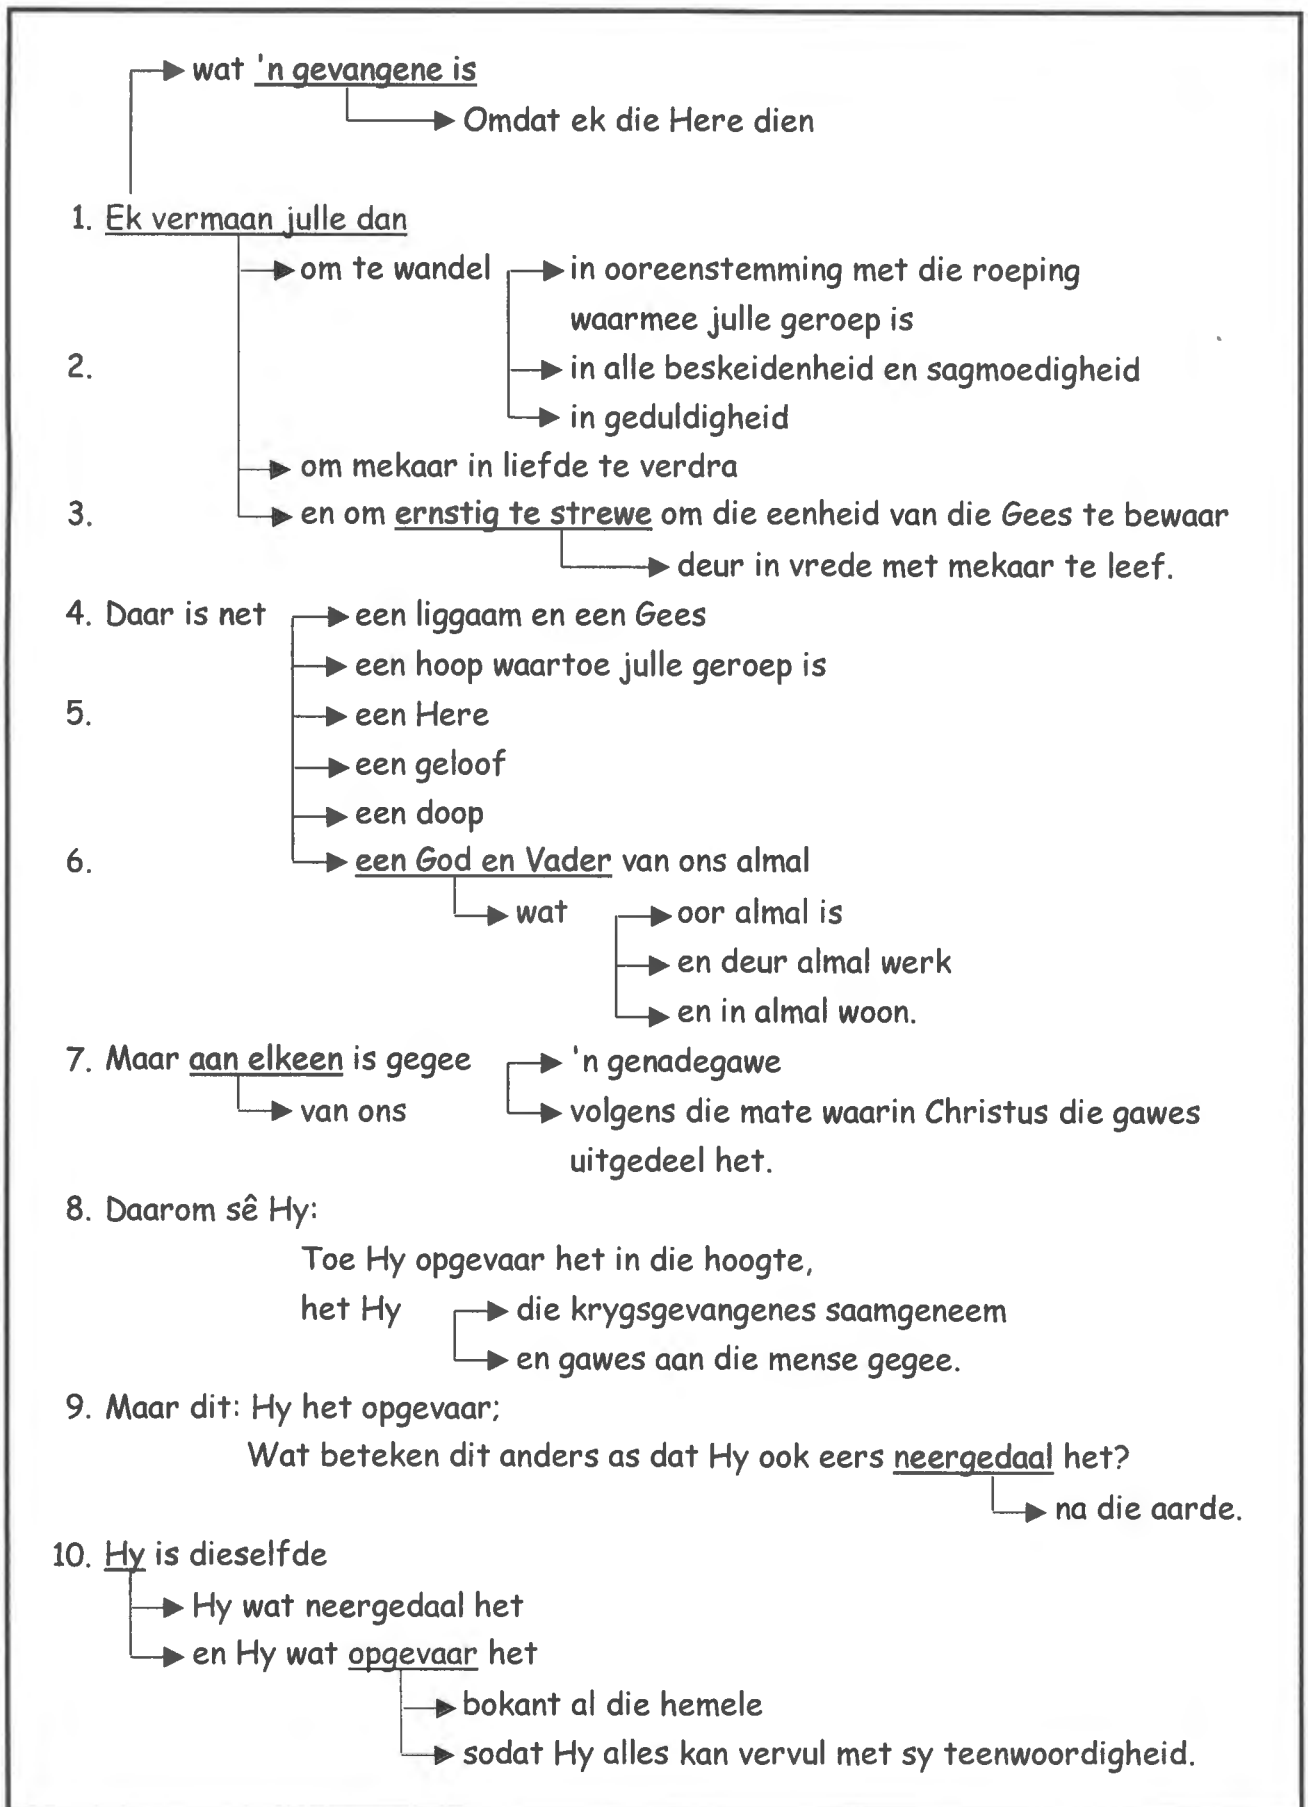 wat 'n gevangene is
Omdat ek die Here dien
1. Ek vermaan julle dan
om te wandel in ooreenstemming met die roeping
waarmee julle geroep is
2. in alle beskeidenheid en sagmoedigheid
in geduldigheid
om mekaar in liefde te verdra
3. en om ernstig te strewe om die eenheid van die Gees te bewaar
deur in vrede met mekaar te leef.
4. Daar is net een liggaam en een Gees
een hoop waartoe julle geroep is
5. een Here
een geloof
een doop
6. een God en Vader van ons almal
wat oor almal is
en deur almal werk
en in almal woon.
7. Maar aan elkeen is gegee 'n genadegawe
van ons volgens die mate waarin Christus die gawes
uitgedeel het.
8. Daarom sê Hy:
Toe Hy opgevaar het in die hoogte,
het Hy die krygsgevangenes saamgeneem
en gawes aan die mense gegee.
9. Maar dit: Hy het opgevaar;
Wat beteken dit anders as dat Hy ook eers neergedaal het?
na die aarde.
10. Hy is dieselfde
Hy wat neergedaal het
en Hy wat opgevaar het
bokant al die hemele
sodat Hy alles kan vervul met sy teenwoordigheid.